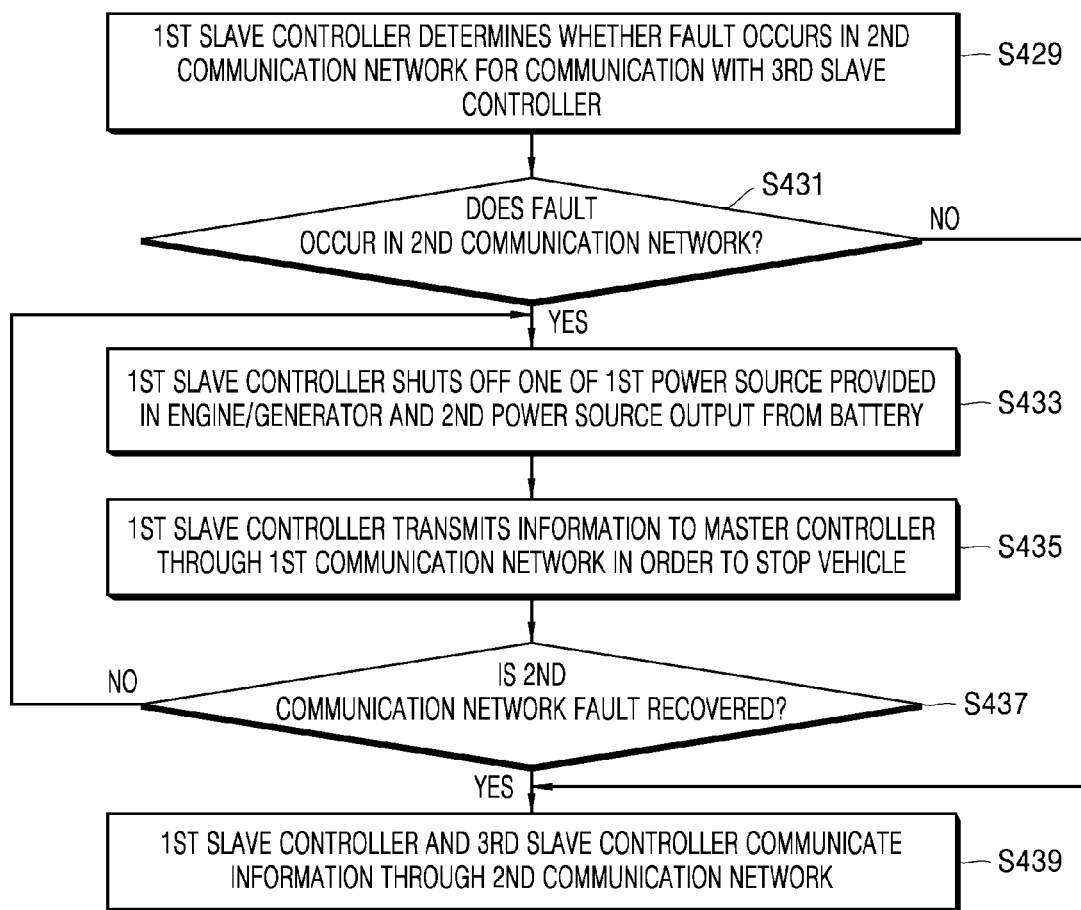 1ST SLAVE CONTROLLER DETERMINES WHETHER FAULT OCCURS IN 2ND
COMMUNICATION NETWORK FOR COMMUNICATION WITH 3RD SLAVE
CONTROLLER
S429
DOES FAULT
OCCUR IN 2ND COMMUNICATION NETWORK?
S431
NO
YES
1ST SLAVE CONTROLLER SHUTS OFF ONE OF 1ST POWER SOURCE PROVIDED
IN ENGINE/GENERATOR AND 2ND POWER SOURCE OUTPUT FROM BATTERY
S433
1ST SLAVE CONTROLLER TRANSMITS INFORMATION TO MASTER CONTROLLER
THROUGH 1ST COMMUNICATION NETWORK IN ORDER TO STOP VEHICLE
S435
IS 2ND
COMMUNICATION NETWORK FAULT RECOVERED?
S437
NO
YES
1ST SLAVE CONTROLLER AND 3RD SLAVE CONTROLLER COMMUNICATE
INFORMATION THROUGH 2ND COMMUNICATION NETWORK
S439